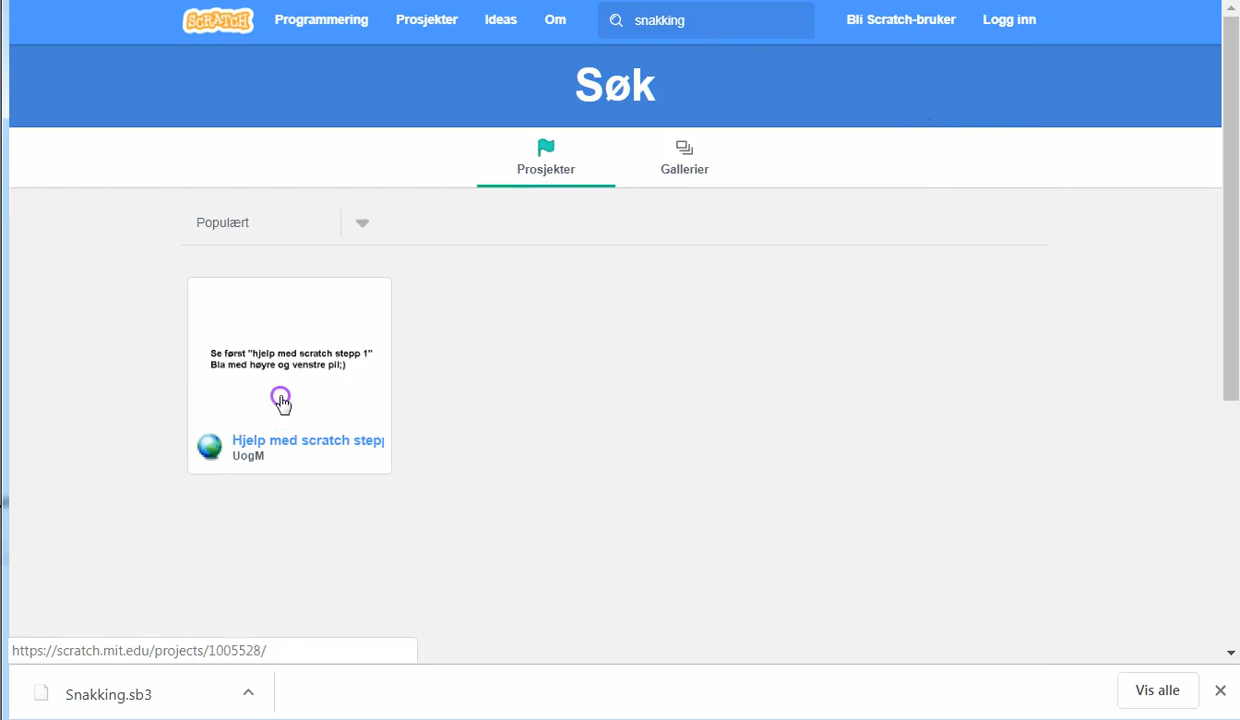 SCRATCH Programmering Prosjekter Ideas Om snakking Bli Scratch-bruker Logg inn
Søk
Prosjekter Gallerier
Populært
Se først "hjelp med scratch stepp 1"
Bla med høyre og venstre pil;)
Hjelp med scratch stepp
UogM
https://scratch.mit.edu/projects/1005528/
Snakking.sb3 Vis alle